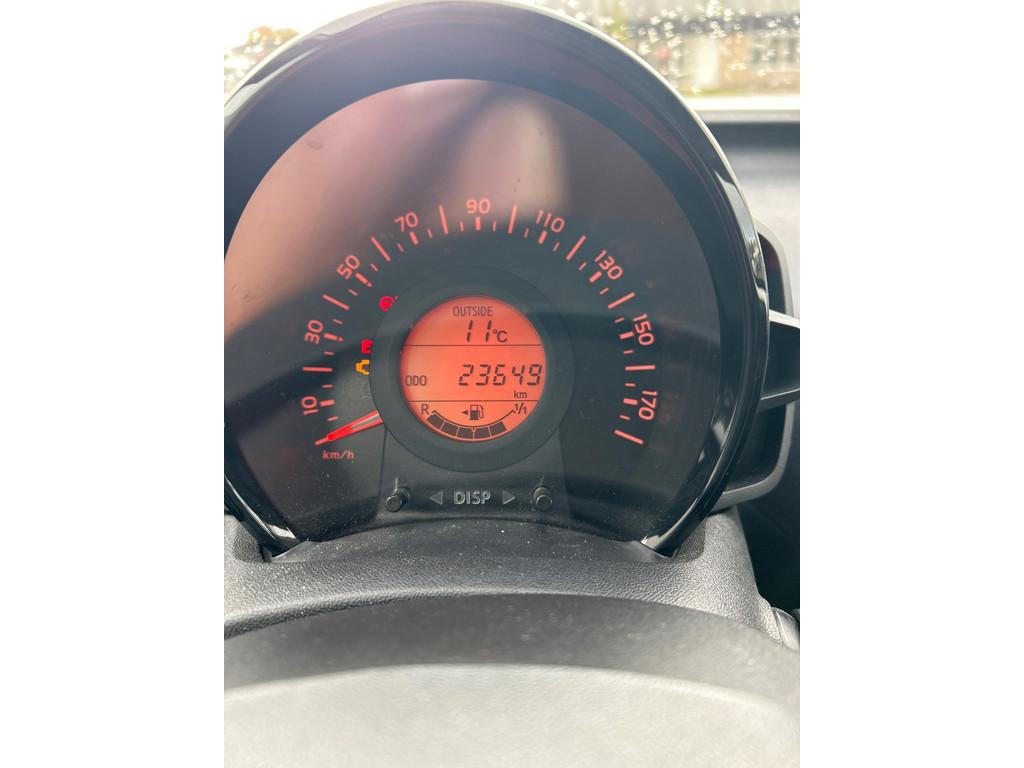 10
30
50
70
90
110
130
150
170
km/h
OUTSIDE
11°C
ODO 23649
km
R 1/1
DISP